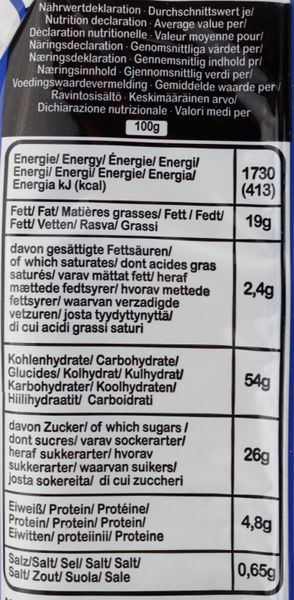 Nährwertdeklaration · Durchschnittswert je/
Nutrition declaration · Average value per/
Déclaration nutritionelle · Valeur moyenne pour/
Näringsdeclaration · Genomsnittliga värdet per/
Næringsdeklaration · Gennemsnitlig indhold pr/
Næringsinnhold · Gjennomsnittlig verdi per/
Voedingswaardevermelding · Gemiddelde waarde per/
Ravintosisältö · Keskimääräinen arvo/
Dichiarazione nutrizionale · Valori medi per
100g
Energie/ Energy/ Énergie/ Energi/
Energi/ Energi/ Energie/ Energia/
Energia kJ (kcal)
1730
(413)
Fett/ Fat/ Matières grasses/ Fett / Fedt/
Fett/ Vetten/ Rasva/ Grassi
19g
davon gesättigte Fettsäuren/
of which saturates/ dont acides gras
saturés/ varav mättat fett/ heraf
mættede fedtsyrer/ hvorav mettede
fettsyrer/ waarvan verzadigde
vetzuren/ josta tyydyttynyttä/
di cui acidi grassi saturi
2,4g
Kohlenhydrate/ Carbohydrate/
Glucides/ Kolhydrat/ Kulhydrat/
Karbohydrater/ Koolhydraten/
Hiilihydraatit/ Carboidrati
54g
davon Zucker/ of which sugars /
dont sucres/ varav sockerarter/
heraf sukkerarter/ hvorav
sukkerarter/ waarvan suikers/
josta sokereita/ di cui zuccheri
26g
Eiweiß/ Protein/ Protéine/
Protein/ Protein/ Protein/
Eiwitten/ proteiinii/ Proteine
4,8g
Salz/Salt/ Sel/ Salt/ Salt/
Salt/ Zout/ Suola/ Sale
0,65g